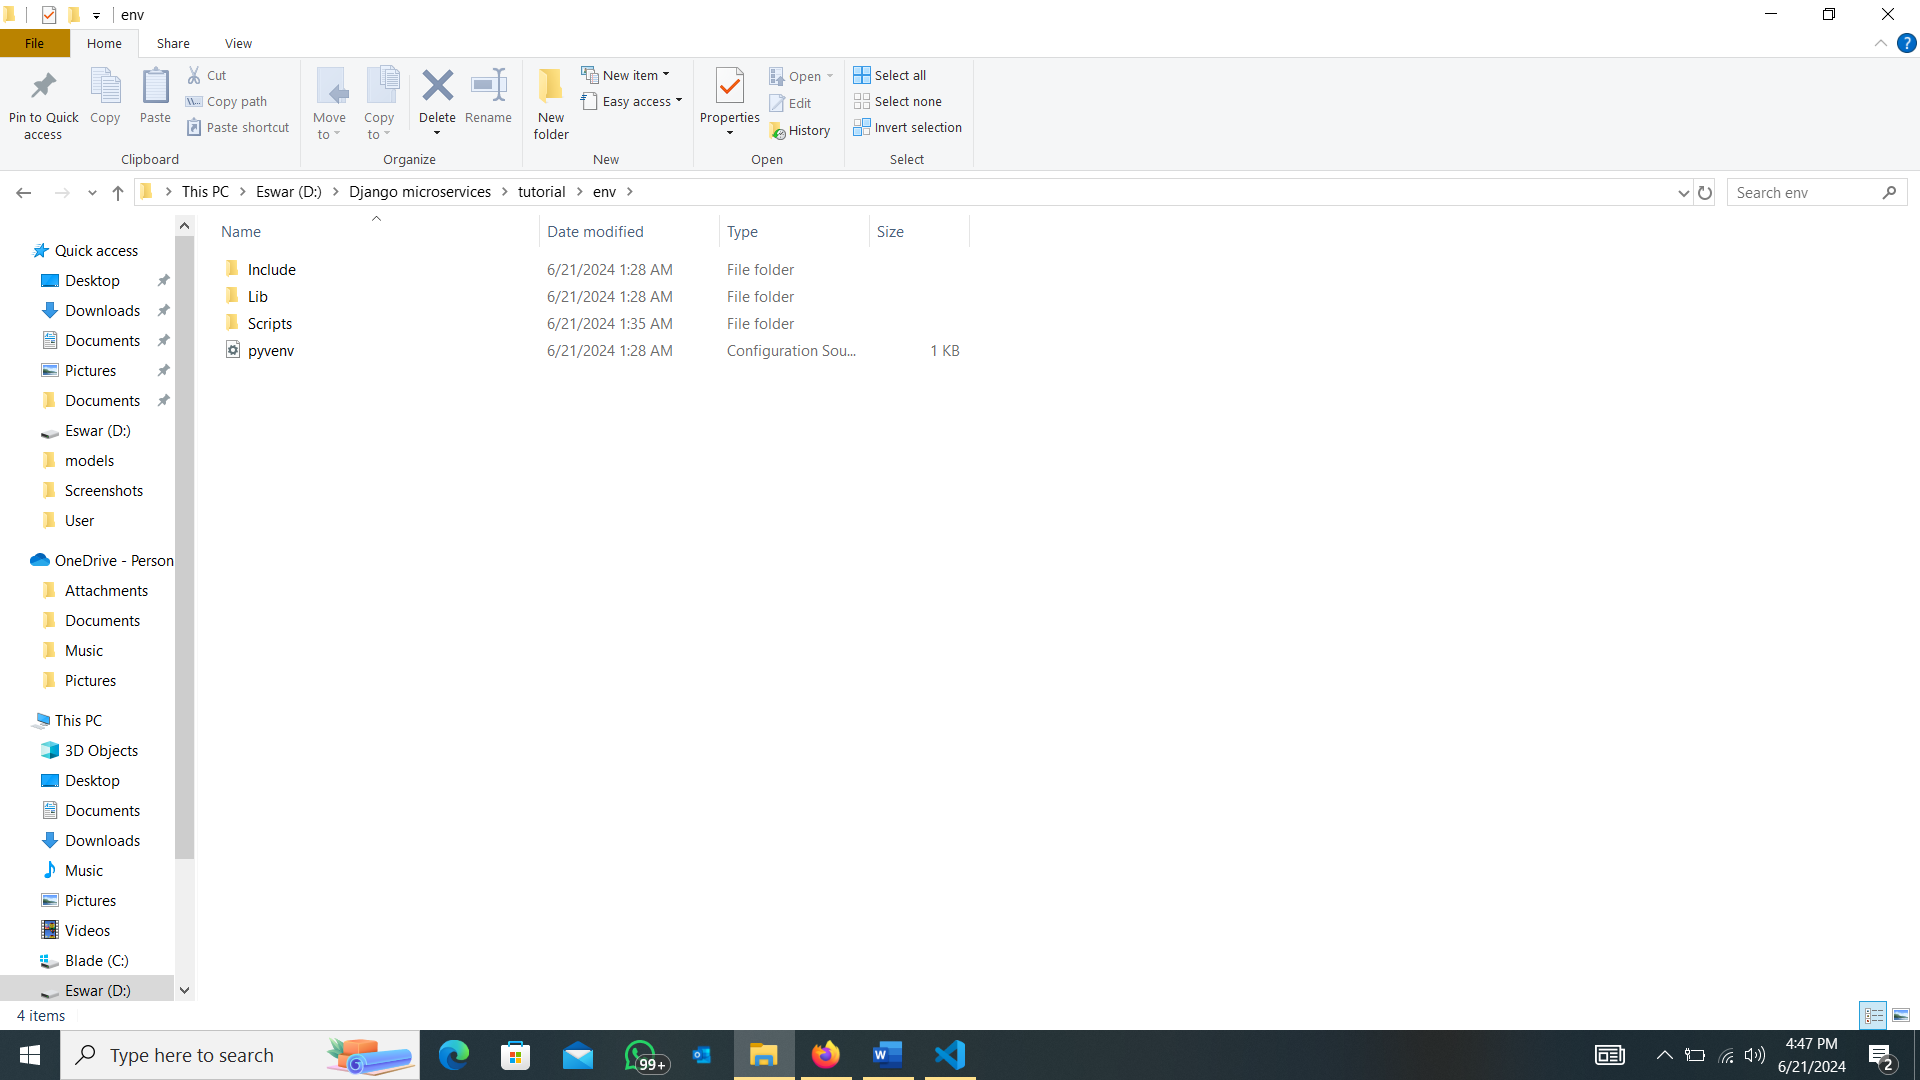 env
File
Home
Share
View
Pin to Quick access
Copy
Paste
Cut
Copy path
Paste shortcut
Clipboard
Move to
Copy to
Delete
Rename
Organize
New folder
New item
Easy access
New
Properties
Open
Edit
History
Open
Select all
Select none
Invert selection
Select
This PC
Eswar (D:)
Django microservices
tutorial
env
Search env
Name
Date modified
Type
Size
Include 6/21/2024 1:28 AM File folder
Lib 6/21/2024 1:28 AM File folder
Scripts 6/21/2024 1:35 AM File folder
pyvenv 6/21/2024 1:28 AM Configuration Sou... 1 KB
Quick access
Desktop
Downloads
Documents
Pictures
Documents
Eswar (D:)
models
Screenshots
User
OneDrive - Person
Attachments
Documents
Music
Pictures
This PC
3D Objects
Desktop
Documents
Downloads
Music
Pictures
Videos
Blade (C:)
Eswar (D:)
4 items
Type here to search
99+
4:47 PM
6/21/2024
2